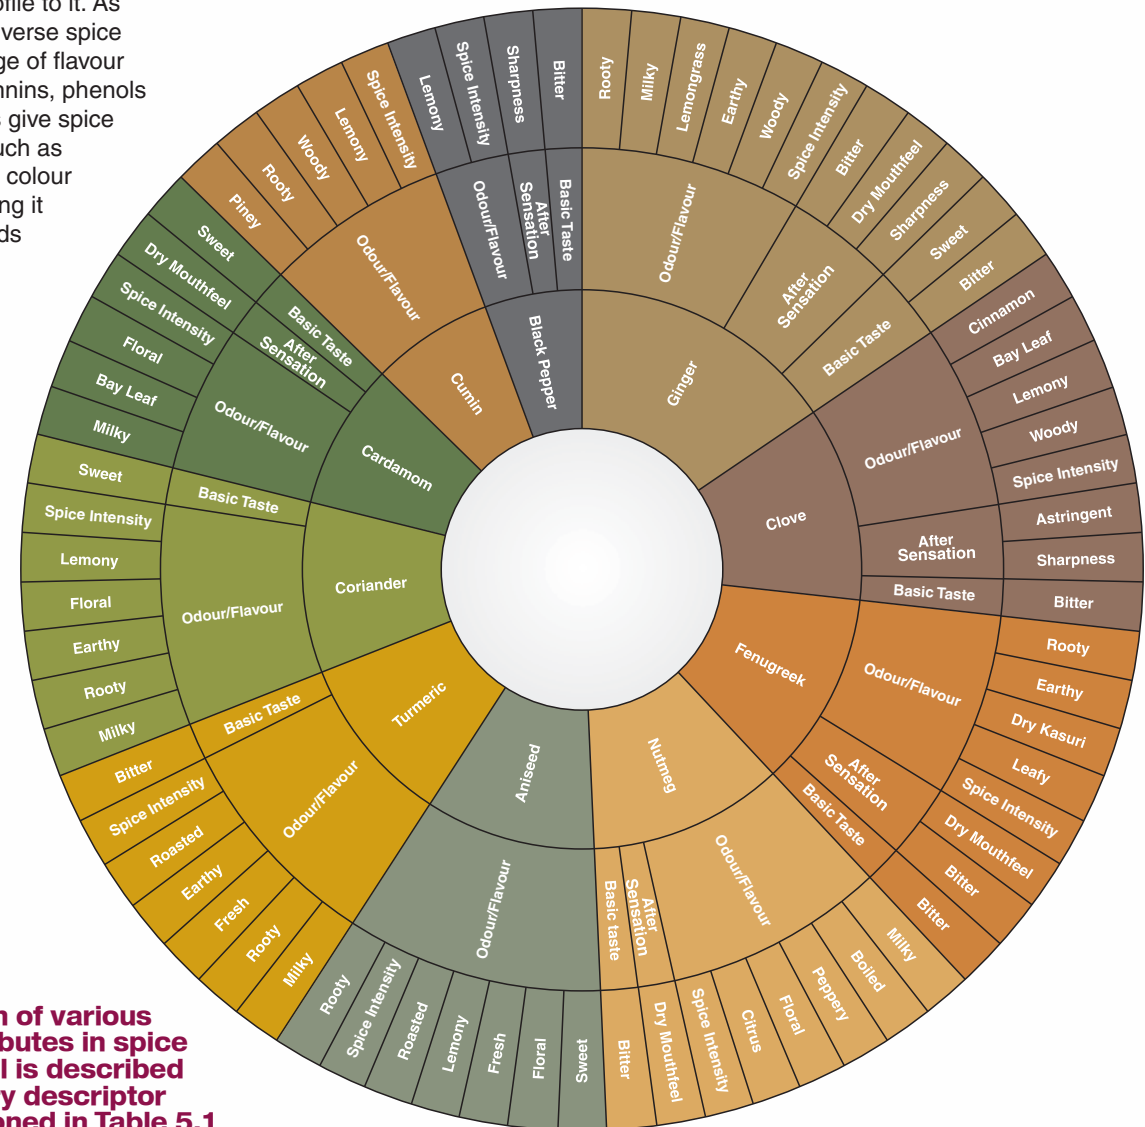 ofile to it. As
verse spice
ge of flavour
nnins, phenols
s give spice
uch as
colour
ng it
ds
Ginger
Odour/Flavour
Rooty
Milky
Lemongrass
Earthy
Woody
Spice Intensity
After
Sensation
Bitter
Dry Mouthfeel
Sharpness
Basic Taste
Sweet
Bitter
Clove
Odour/Flavour
Cinnamon
Bay Leaf
Lemony
Woody
Spice Intensity
After
Sensation
Astringent
Sharpness
Basic Taste
Bitter
Fenugreek
Odour/Flavour
Rooty
Earthy
Dry Kasuri
Leafy
Spice Intensity
After
Sensation
Dry Mouthfeel
Bitter
Basic Taste
Bitter
Nutmeg
Odour/Flavour
Milky
Boiled
Peppery
Floral
Citrus
Spice Intensity
After
Sensation
Dry Mouthfeel
Basic taste
Bitter
Aniseed
Odour/Flavour
Sweet
Floral
Fresh
Lemony
Roasted
Spice Intensity
Rooty
Turmeric
Odour/Flavour
Milky
Rooty
Fresh
Earthy
Roasted
Spice Intensity
Basic Taste
Bitter
Coriander
Odour/Flavour
Milky
Rooty
Earthy
Floral
Lemony
Spice Intensity
Basic Taste
Sweet
Cardamom
Odour/Flavour
Milky
Bay Leaf
Floral
Spice Intensity
After
Sensation
Dry Mouthfeel
Basic Taste
Sweet
Cumin
Odour/Flavour
Piney
Rooty
Woody
Lemony
Spice Intensity
Black Pepper
Odour/Flavour
Lemony
Spice Intensity
After
Sensation
Sharpness
Basic Taste
Bitter
n of various
butes in spice
l is described
y descriptor
oned in Table 5.1